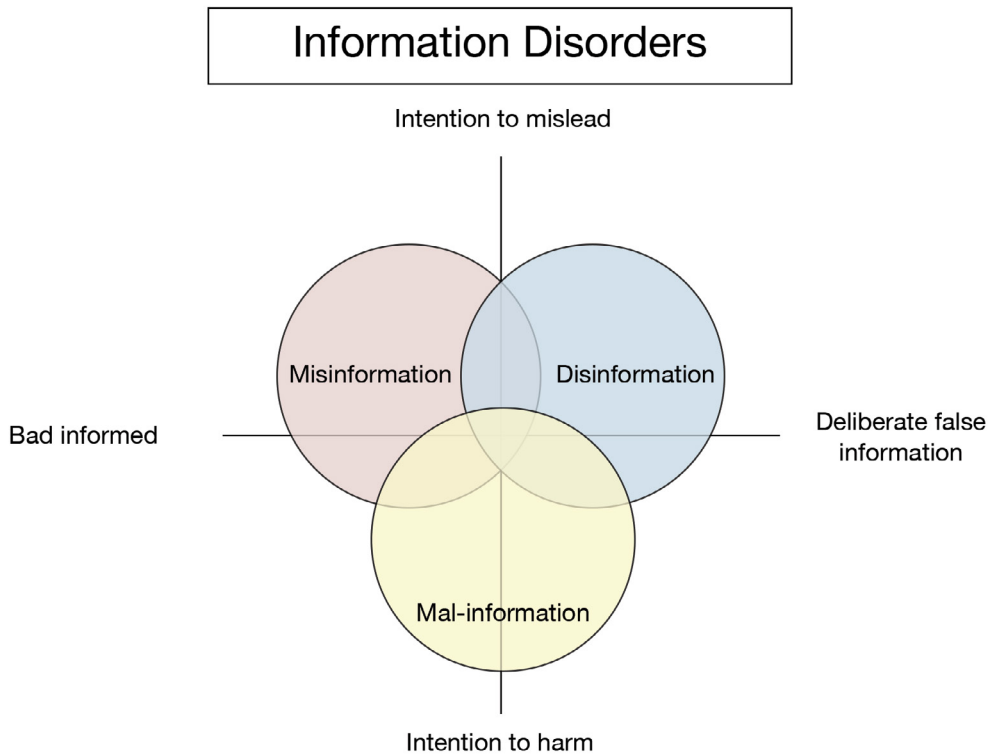 Information Disorders
Intention to mislead
Misinformation
Disinformation
Bad informed
Deliberate false
information
Mal-information
Intention to harm